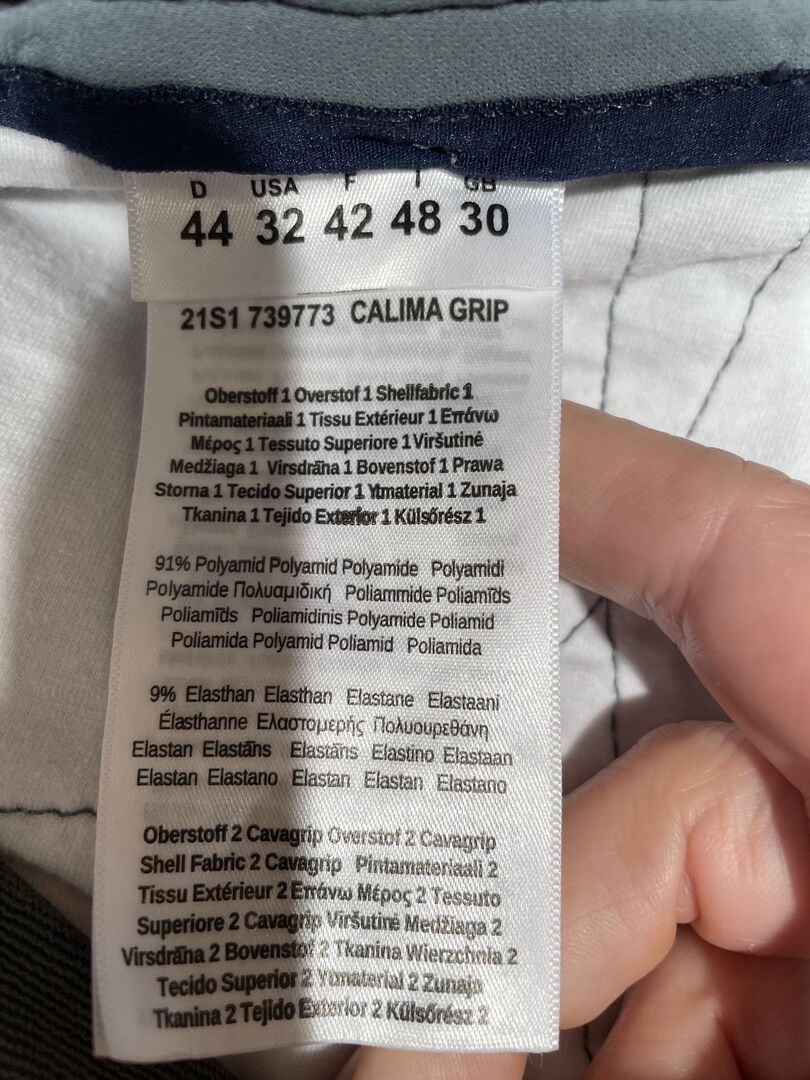 D USA F I GB
44 32 42 48 30
21S1 739773 CALIMA GRIP
Oberstoff 1 Overstof 1 Shellfabric 1
Pintamateriaali 1 Tissu Extérieur 1 Επάνω
Μέρος 1 Tessuto Superiore 1 Viršutinė
Medžiaga 1 Virsdrāna 1 Bovenstof 1 Prawa
Storna 1 Tecido Superior 1 Ytmaterial 1 Zunaja
Tkanina 1 Tejido Exterior 1 Külsőrész 1
91% Polyamid Polyamid Polyamide Polyamidi
Polyamide Πολυαμιδική Poliammide Poliamīds
Poliamīds Poliamidinis Polyamide Poliamid
Poliamida Polyamid Poliamid Poliamida
9% Elasthan Elasthan Elastane Elastaani
Élasthanne Ελαστομερής Πολυουρεθάνη
Elastan Elastāns Elastāns Elastino Elastaan
Elastan Elastano Elastan Elastan Elastano
Oberstoff 2 Cavagrip Overstof 2 Cavagrip
Shell Fabric 2 Cavagrip Pintamateriaali 2
Tissu Extérieur 2 Επάνω Μέρος 2 Tessuto
Superiore 2 Cavagrip Viršutinė Medžiaga 2
Virsdrāna 2 Bovenstof 2 Tkanina Wierzchnia 2
Tecido Superior 2 Ytmaterial 2 Zunaja
Tkanina 2 Tejido Exterior 2 Külsőrész 2